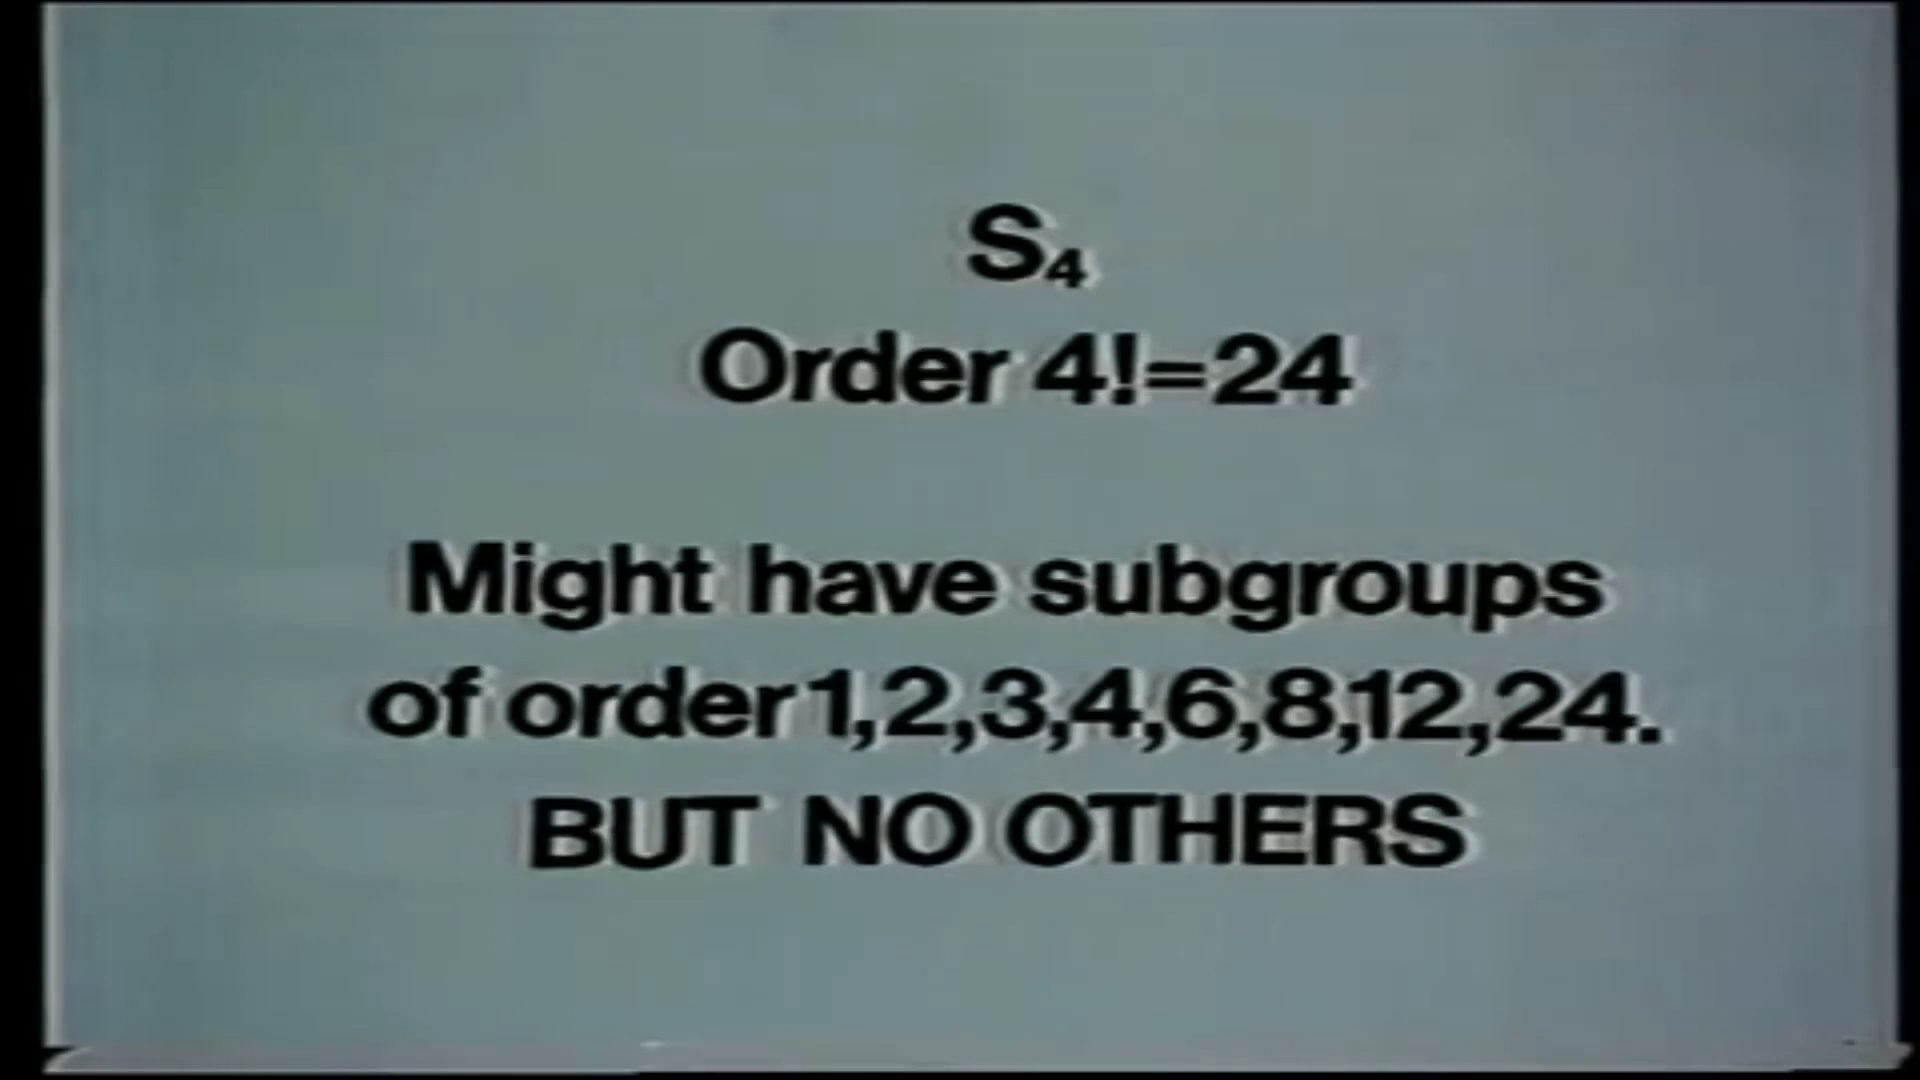 S₄
Order 4!=24
Might have subgroups
of order 1,2,3,4,6,8,12,24.
BUT NO OTHERS